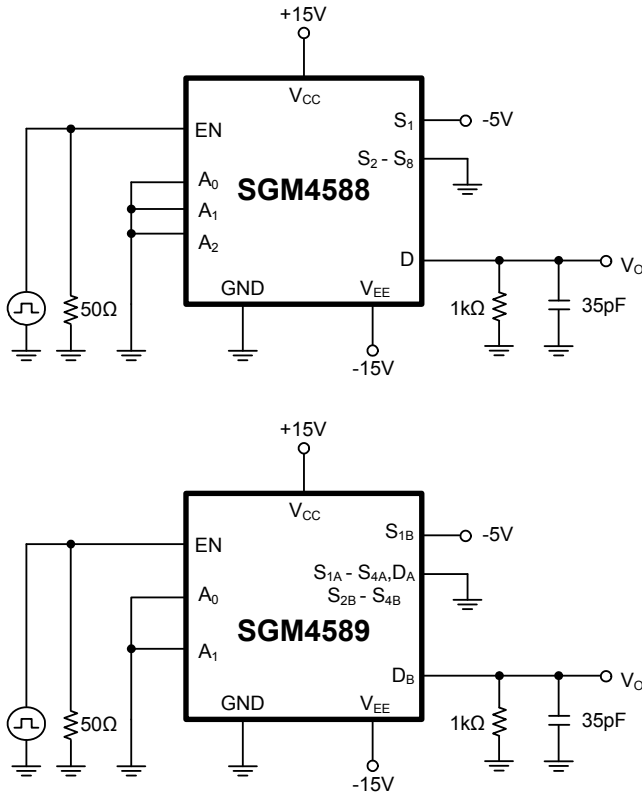 +15V
VCC
EN
S1
-5V
S2 - S8
A0
SGM4588
A1
A2
D
VO
GND
VEE
50Ω
1kΩ
35pF
-15V
+15V
VCC
EN
S1B
-5V
S1A - S4A,DA
A0
S2B - S4B
SGM4589
A1
DB
VO
GND
VEE
50Ω
1kΩ
35pF
-15V